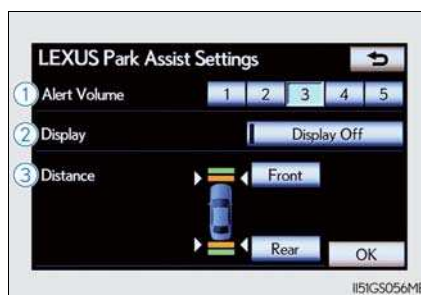 LEXUS Park Assist Settings
1 Alert Volume 1 2 3 4 5
2 Display Display Off
3 Distance Front
Rear OK
II51GS056ME